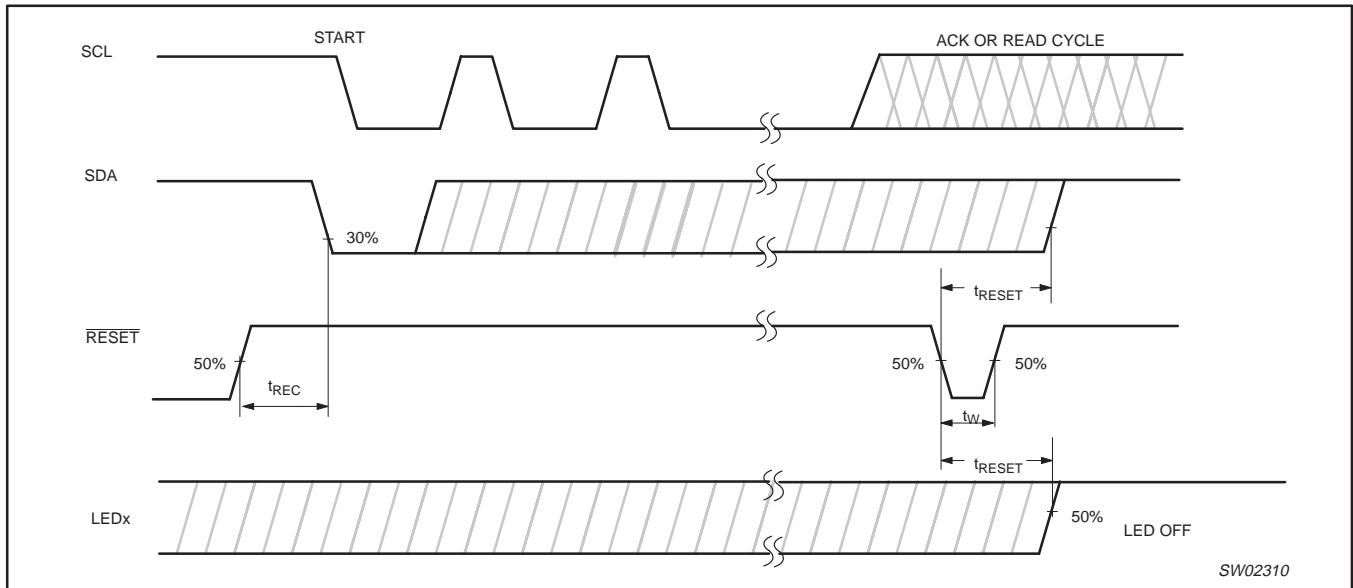 START
SCL
ACK OR READ CYCLE
SDA
30%
tRESET
RESET
50%
50%
50%
tREC
tW
tRESET
LEDx
50%
LED OFF
SW02310